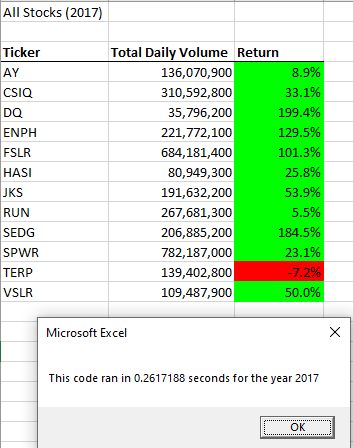 All Stocks (2017)
Ticker Total Daily Volume Return
AY 136,070,900 8.9%
CSIQ 310,592,800 33.1%
DQ 35,796,200 199.4%
ENPH 221,772,100 129.5%
FSLR 684,181,400 101.3%
HASI 80,949,300 25.8%
JKS 191,632,200 53.9%
RUN 267,681,300 5.5%
SEDG 206,885,200 184.5%
SPWR 782,187,000 23.1%
TERP 139,402,800 -7.2%
VSLR 109,487,900 50.0%
Microsoft Excel
This code ran in 0.2617188 seconds for the year 2017
OK